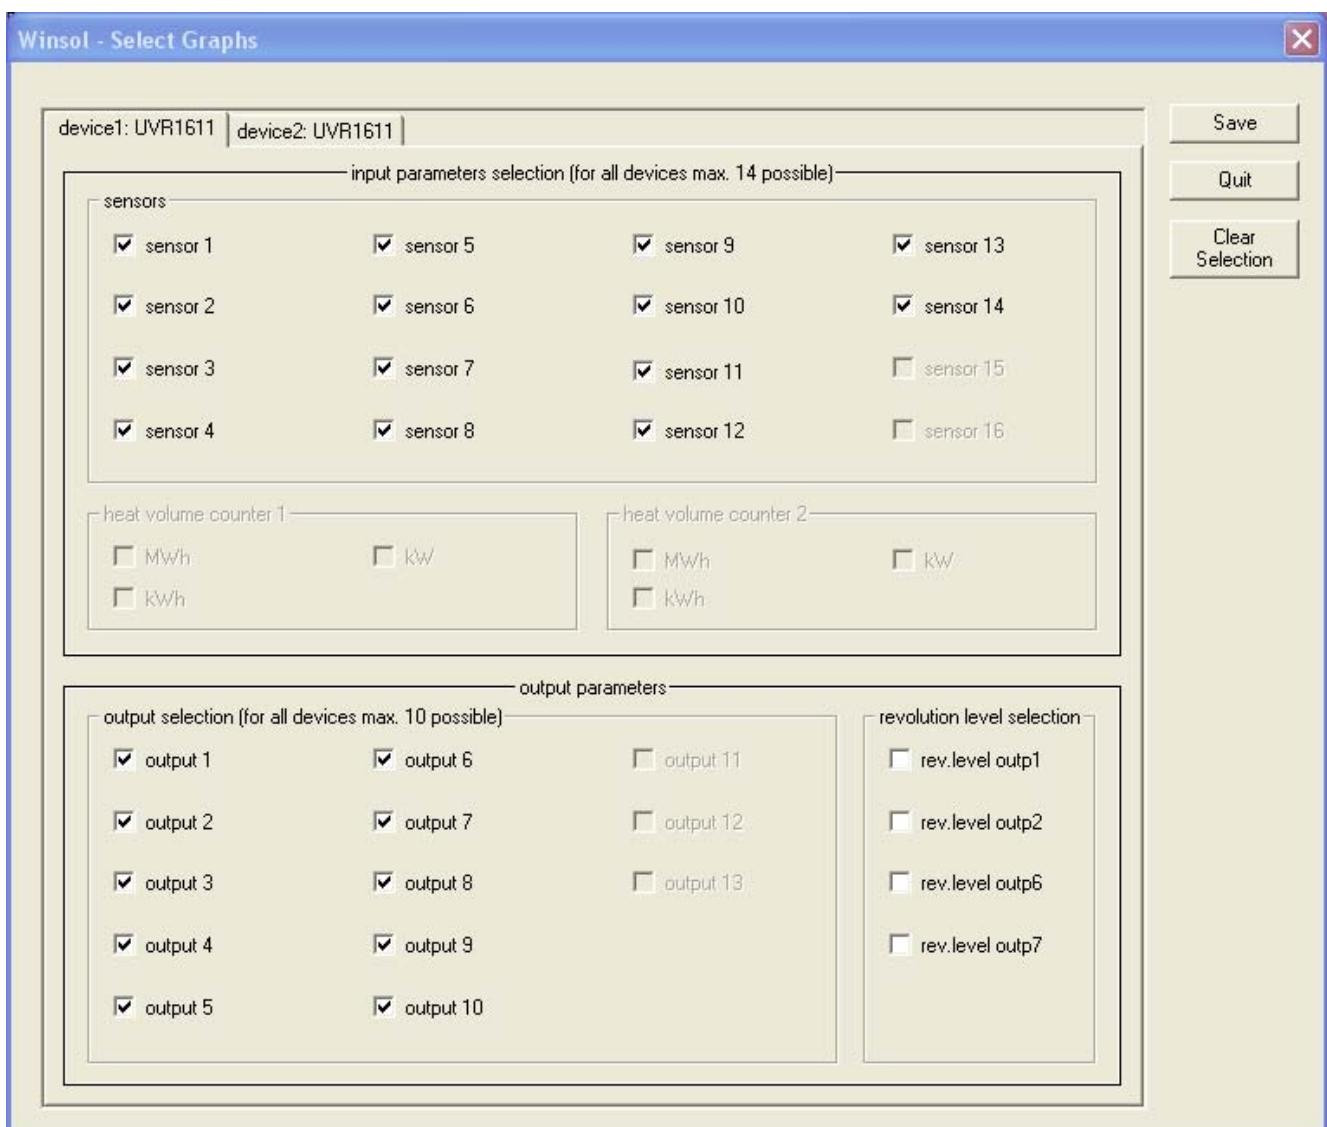 Winsol - Select Graphs
device1: UVR1611
device2: UVR1611
Save
Quit
Clear
Selection
input parameters selection (for all devices max. 14 possible)
sensors
sensor 1
sensor 5
sensor 9
sensor 13
sensor 2
sensor 6
sensor 10
sensor 14
sensor 3
sensor 7
sensor 11
sensor 15
sensor 4
sensor 8
sensor 12
sensor 16
heat volume counter 1
MWh
kW
kWh
heat volume counter 2
MWh
kW
kWh
output parameters
output selection (for all devices max. 10 possible)
output 1
output 6
output 11
output 2
output 7
output 12
output 3
output 8
output 13
output 4
output 9
output 5
output 10
revolution level selection
rev.level outp1
rev.level outp2
rev.level outp6
rev.level outp7